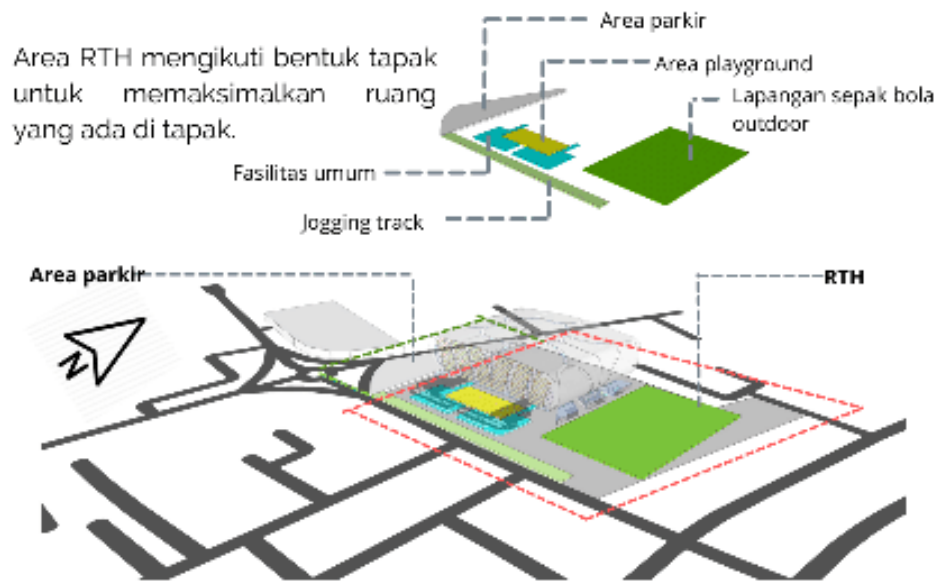 Area parkir
Area RTH mengikuti bentuk tapak
untuk memaksimalkan ruang
yang ada di tapak.
Area playground
Lapangan sepak bola
outdoor
Fasilitas umum
Jogging track
Area parkir
RTH
N